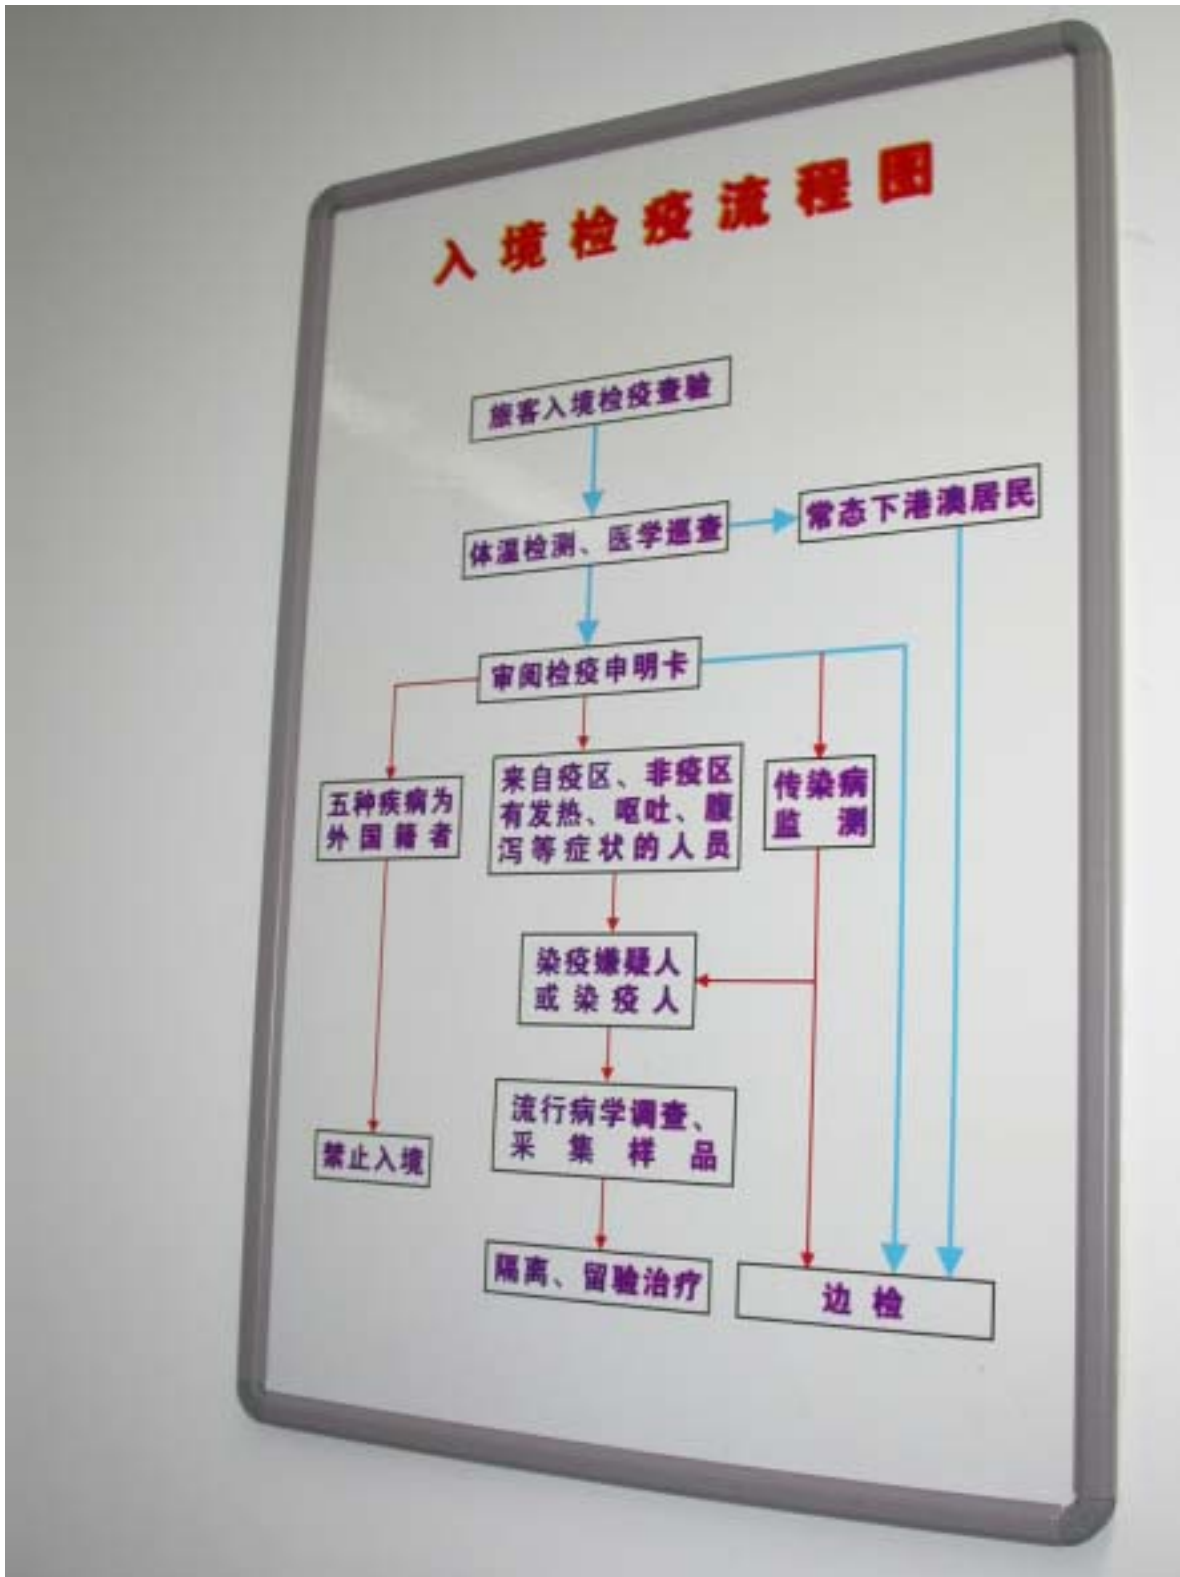 入境检疫流程图
旅客入境检疫查验
体温检测、医学巡查
常态下港澳居民
审阅检疫申明卡
五种疾病为
外国籍者
来自疫区、非疫区
有发热、呕吐、腹
泻等症状的人员
传染病
监测
染疫嫌疑人
或染疫人
流行病学调查、
采集样品
禁止入境
隔离、留验治疗
边检